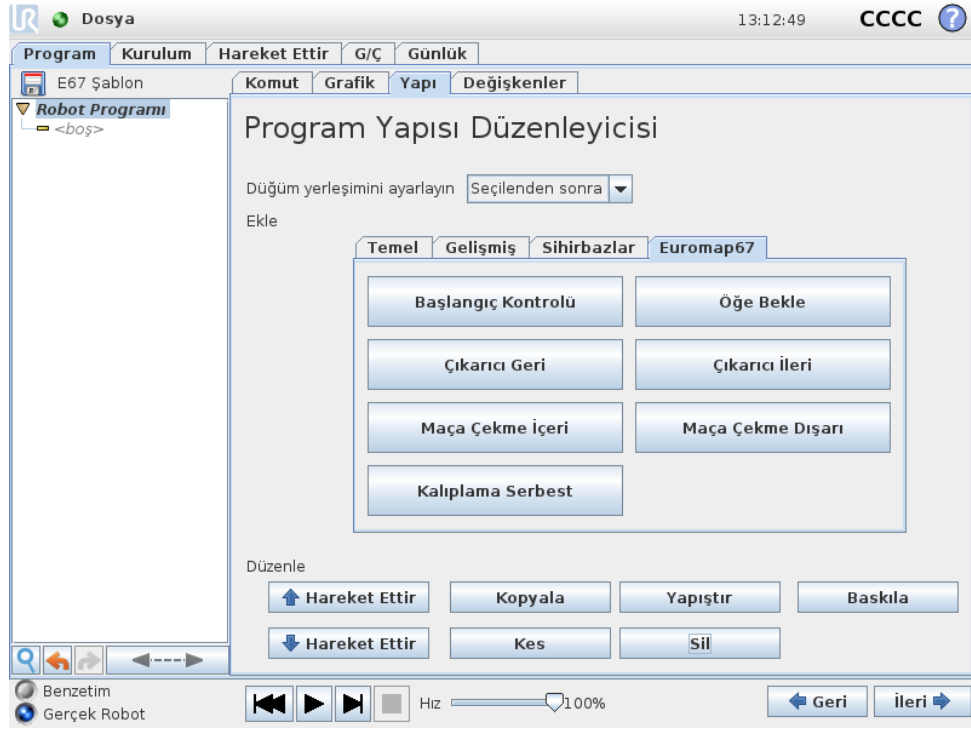 UR Dosya 13:12:49 CCCC ?
Program Kurulum Hareket Ettir G/Ç Günlük
E67 Şablon Komut Grafik Yapı Değişkenler
Robot Programı
<boş>
Program Yapısı Düzenleyicisi
Düğüm yerleşimini ayarlayın Seçilenden sonra
Ekle
Temel Gelişmiş Sihirbazlar Euromap67
Başlangıç Kontrolü Öğe Bekle
Çıkarıcı Geri Çıkarıcı İleri
Maça Çekme İçeri Maça Çekme Dışarı
Kalıplama Serbest
Düzenle
Hareket Ettir Kopyala Yapıştır Baskıla
Hareket Ettir Kes Sil
Benzetim
Gerçek Robot
Hız 100%
Geri İleri